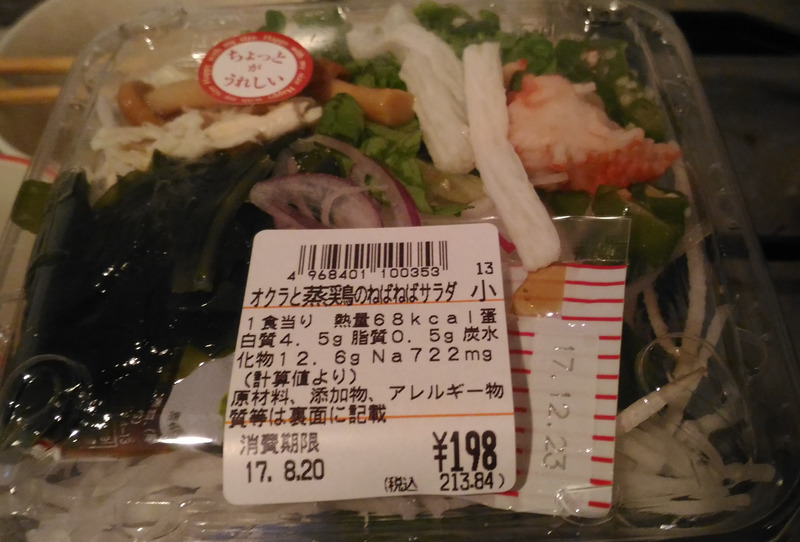 ちょっと
が
うれしい
4 968401 100353 13
オクラと蒸渓鳥のねばねばサラダ 小
1食当り 熱量68kcal蛋
白質4.5g脂質0.5g炭水
化物12.6gNa722mg
(計算値より)
原材料、添加物、アレルギー物
質等は裏面に記載
消費期限
17.8.20
¥198
(税込 213.84)
17.12.23